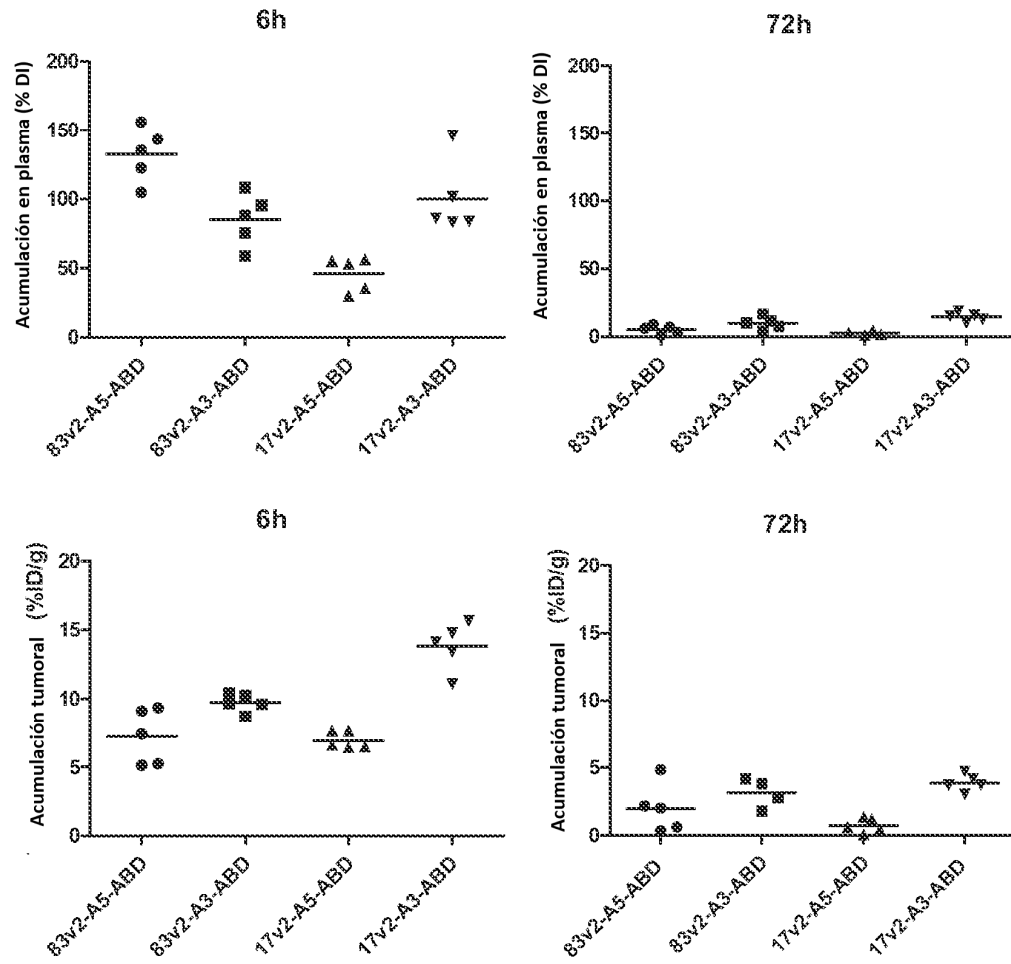 6h
Acumulación en plasma (% DI)
200
150
100
50
0
83v2-A5-ABD
83v2-A3-ABD
17v2-A5-ABD
17v2-A3-ABD
72h
Acumulación en plasma (% DI)
200
150
100
50
0
83v2-A5-ABD
83v2-A3-ABD
17v2-A5-ABD
17v2-A3-ABD
6h
Acumulación tumoral (%ID/g)
20
15
10
5
0
83v2-A5-ABD
83v2-A3-ABD
17v2-A5-ABD
17v2-A3-ABD
72h
Acumulación tumoral (%ID/g)
20
15
10
5
0
83v2-A5-ABD
83v2-A3-ABD
17v2-A5-ABD
17v2-A3-ABD